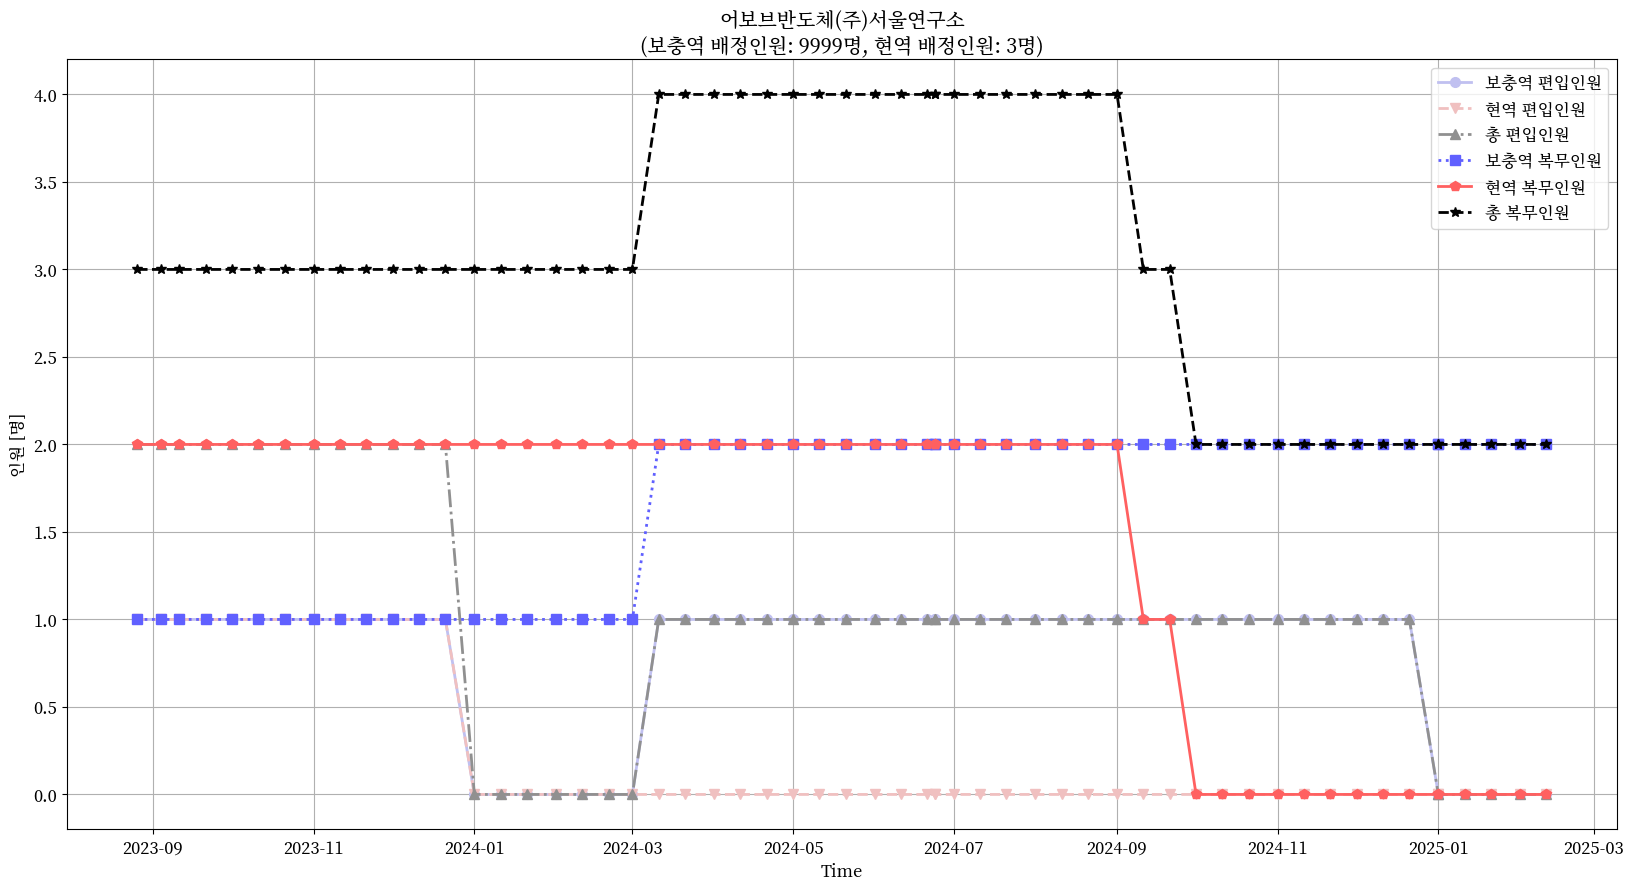 어보브반도체(주)서울연구소
(보충역 배정인원: 9999명, 현역 배정인원: 3명)
보충역 편입인원
현역 편입인원
총 편입인원
보충역 복무인원
현역 복무인원
총 복무인원
인원 [명]
4.0
3.5
3.0
2.5
2.0
1.5
1.0
0.5
0.0
2023-09
2023-11
2024-01
2024-03
2024-05
2024-07
2024-09
2024-11
2025-01
2025-03
Time